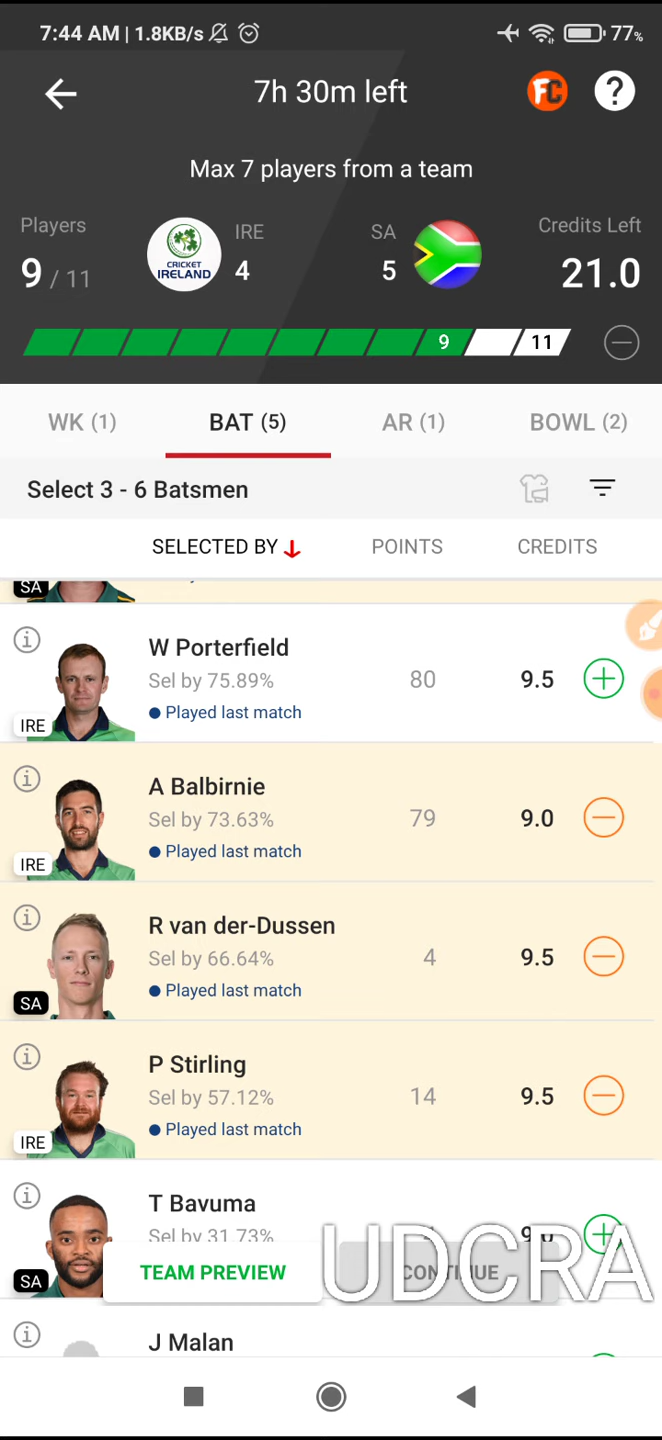 7:44 AM | 1.8KB/s
77%
7h 30m left
FC
?
Max 7 players from a team
Players
IRE
SA
Credits Left
9 / 11
CRICKET
IRELAND
4
5
21.0
9
11
WK (1)
BAT (5)
AR (1)
BOWL (2)
Select 3 - 6 Batsmen
SELECTED BY
POINTS
CREDITS
SA
W Porterfield
Sel by 75.89%
80
9.5
Played last match
IRE
A Balbirnie
Sel by 73.63%
79
9.0
Played last match
IRE
R van der-Dussen
Sel by 66.64%
4
9.5
Played last match
SA
P Stirling
Sel by 57.12%
14
9.5
Played last match
IRE
T Bavuma
Sel by 31.73%
9.0
SA
TEAM PREVIEW
CONTINUE
UDCRA
J Malan